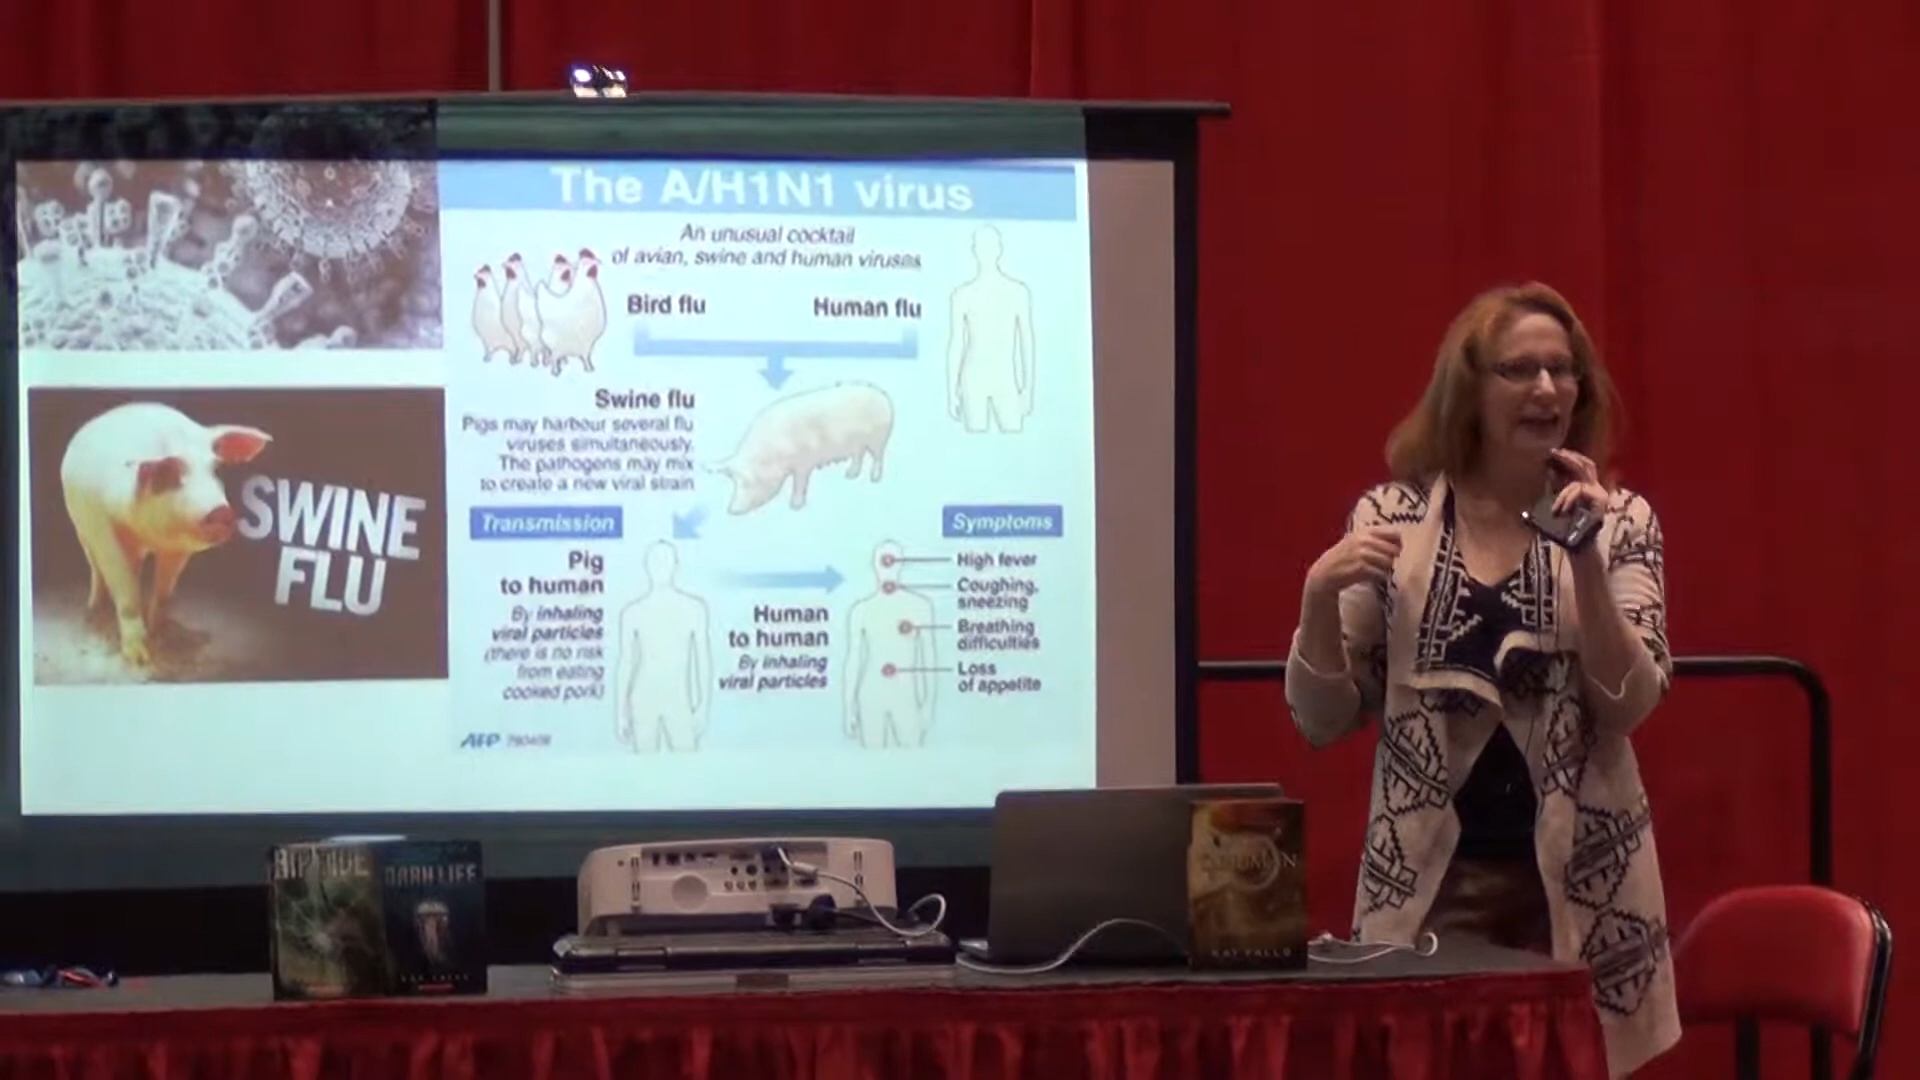 The A/H1N1 virus
An unusual cocktail
of avian, swine and human viruses
Bird flu
Human flu
Swine flu
Pigs may harbour several flu
viruses simultaneously.
The pathogens may mix
to create a new viral strain
SWINE
FLU
Transmission
Symptoms
Pig
to human
By inhaling
viral particles
(there is no risk
from eating
cooked pork)
Human
to human
By inhaling
viral particles
High fever
Coughing,
sneezing
Breathing
difficulties
Loss
of appetite
AFP
RIPTIDE
DARK LIFE
KAT FALLS